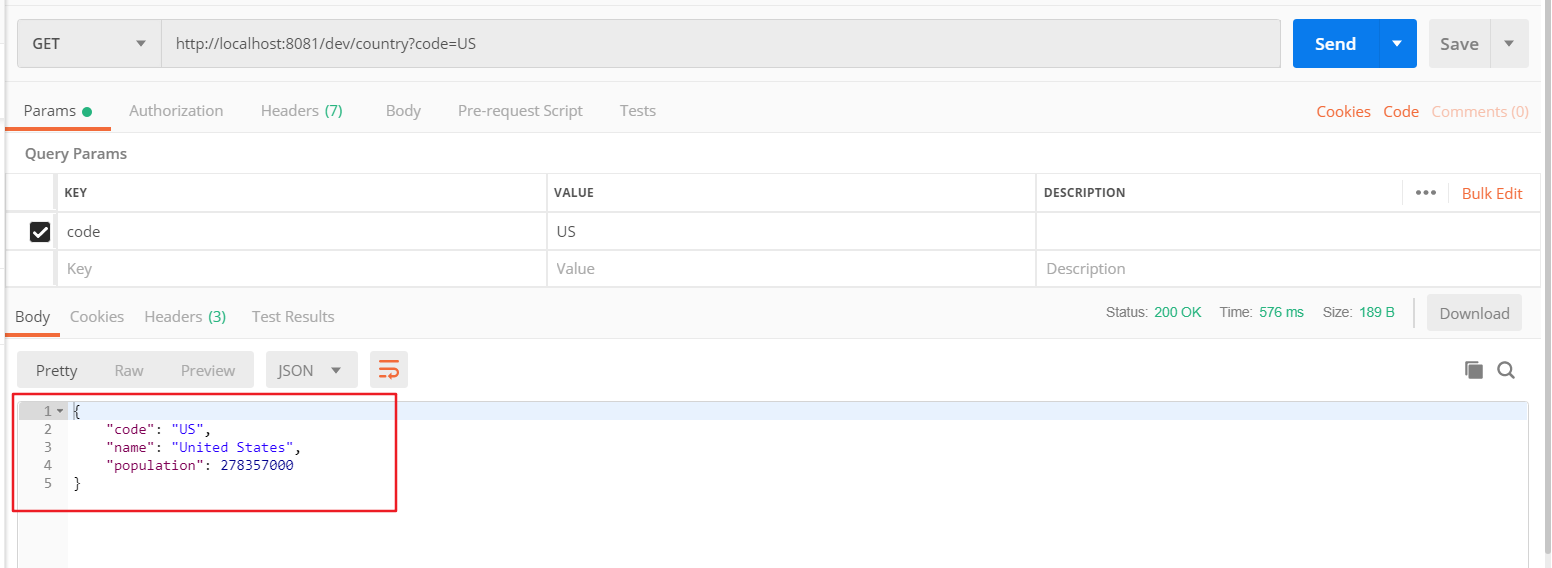 GET http://localhost:8081/dev/country?code=US Send Save
Params Authorization Headers (7) Body Pre-request Script Tests Cookies Code Comments (0)
Query Params
KEY VALUE DESCRIPTION ••• Bulk Edit
code US
Key Value Description
Body Cookies Headers (3) Test Results Status: 200 OK Time: 576 ms Size: 189 B Download
Pretty Raw Preview JSON
1 {
2 "code": "US",
3 "name": "United States",
4 "population": 278357000
5 }